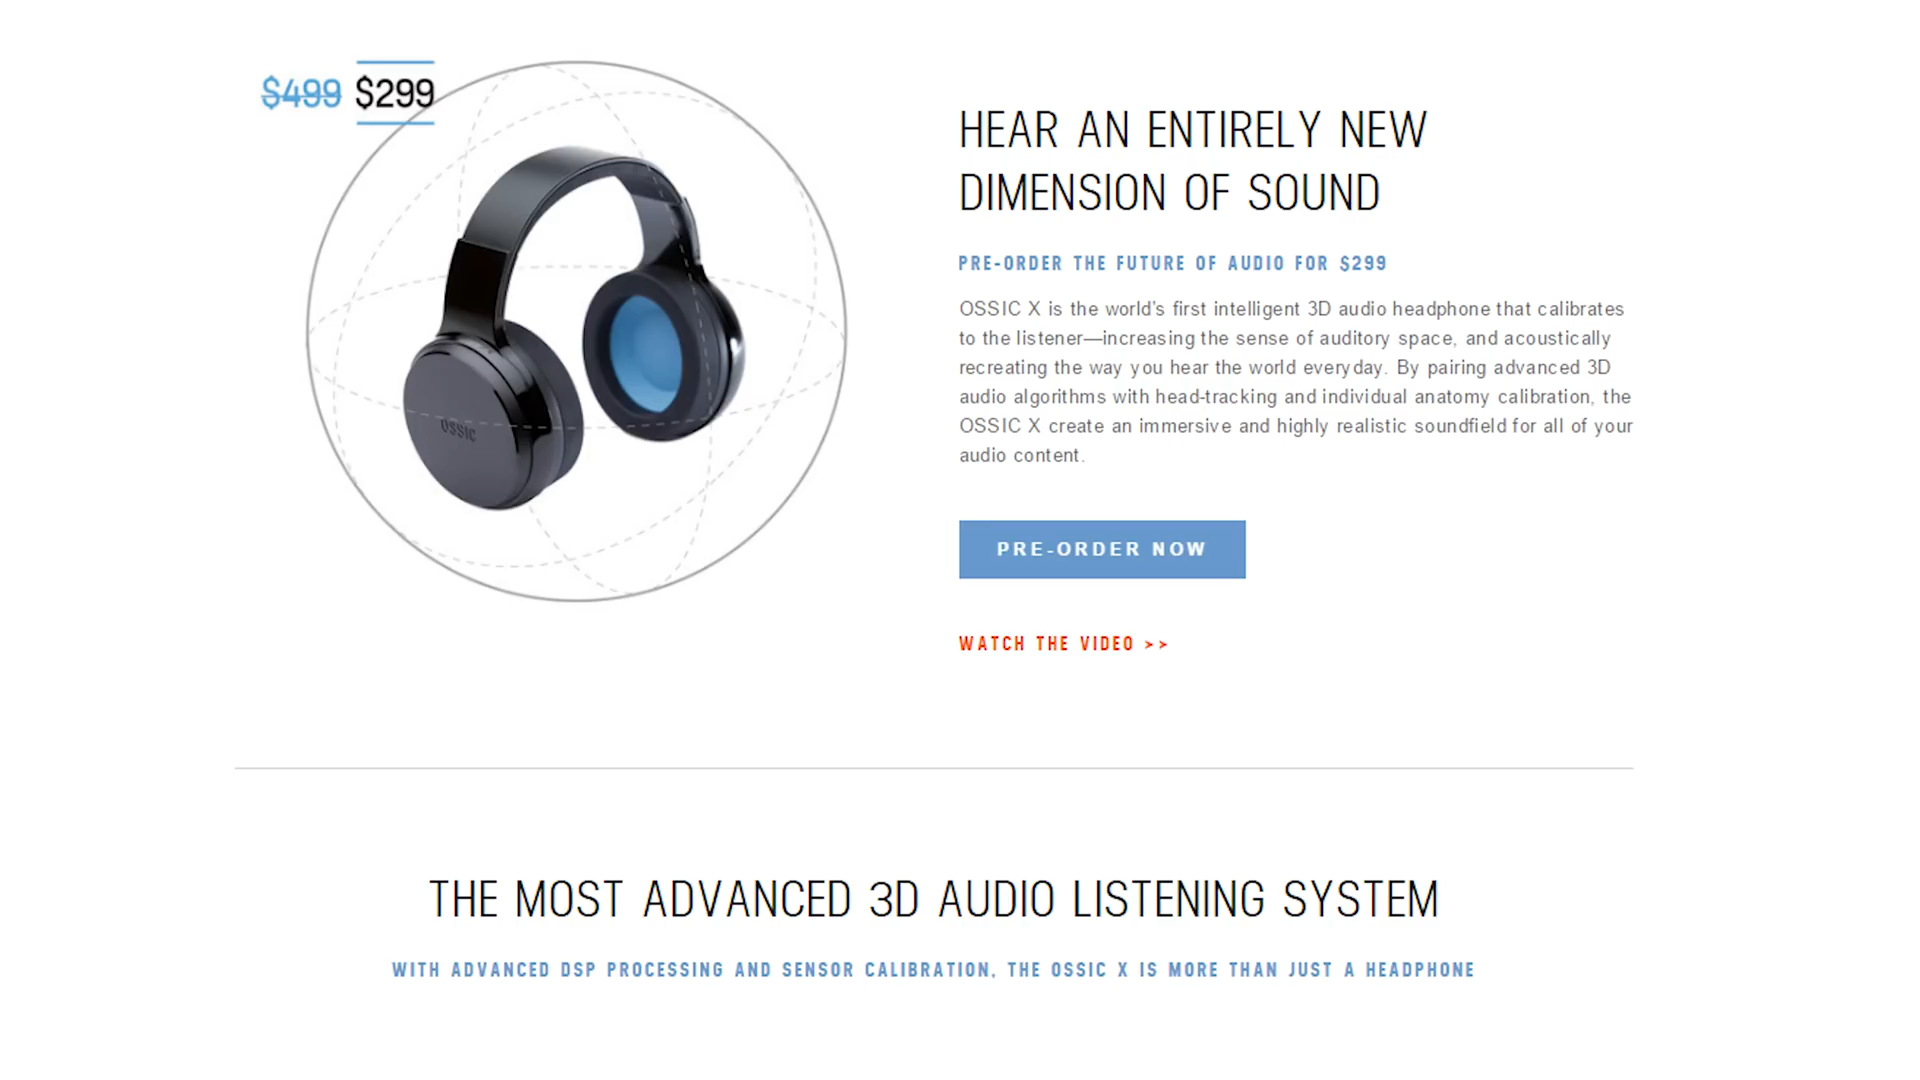 $499 $299
HEAR AN ENTIRELY NEW
DIMENSION OF SOUND
PRE-ORDER THE FUTURE OF AUDIO FOR $299
OSSIC X is the world's first intelligent 3D audio headphone that calibrates
to the listener—increasing the sense of auditory space, and acoustically
recreating the way you hear the world everyday. By pairing advanced 3D
audio algorithms with head-tracking and individual anatomy calibration, the
OSSIC X create an immersive and highly realistic soundfield for all of your
audio content.
OSSIC
PRE-ORDER NOW
WATCH THE VIDEO >>
THE MOST ADVANCED 3D AUDIO LISTENING SYSTEM
WITH ADVANCED DSP PROCESSING AND SENSOR CALIBRATION, THE OSSIC X IS MORE THAN JUST A HEADPHONE